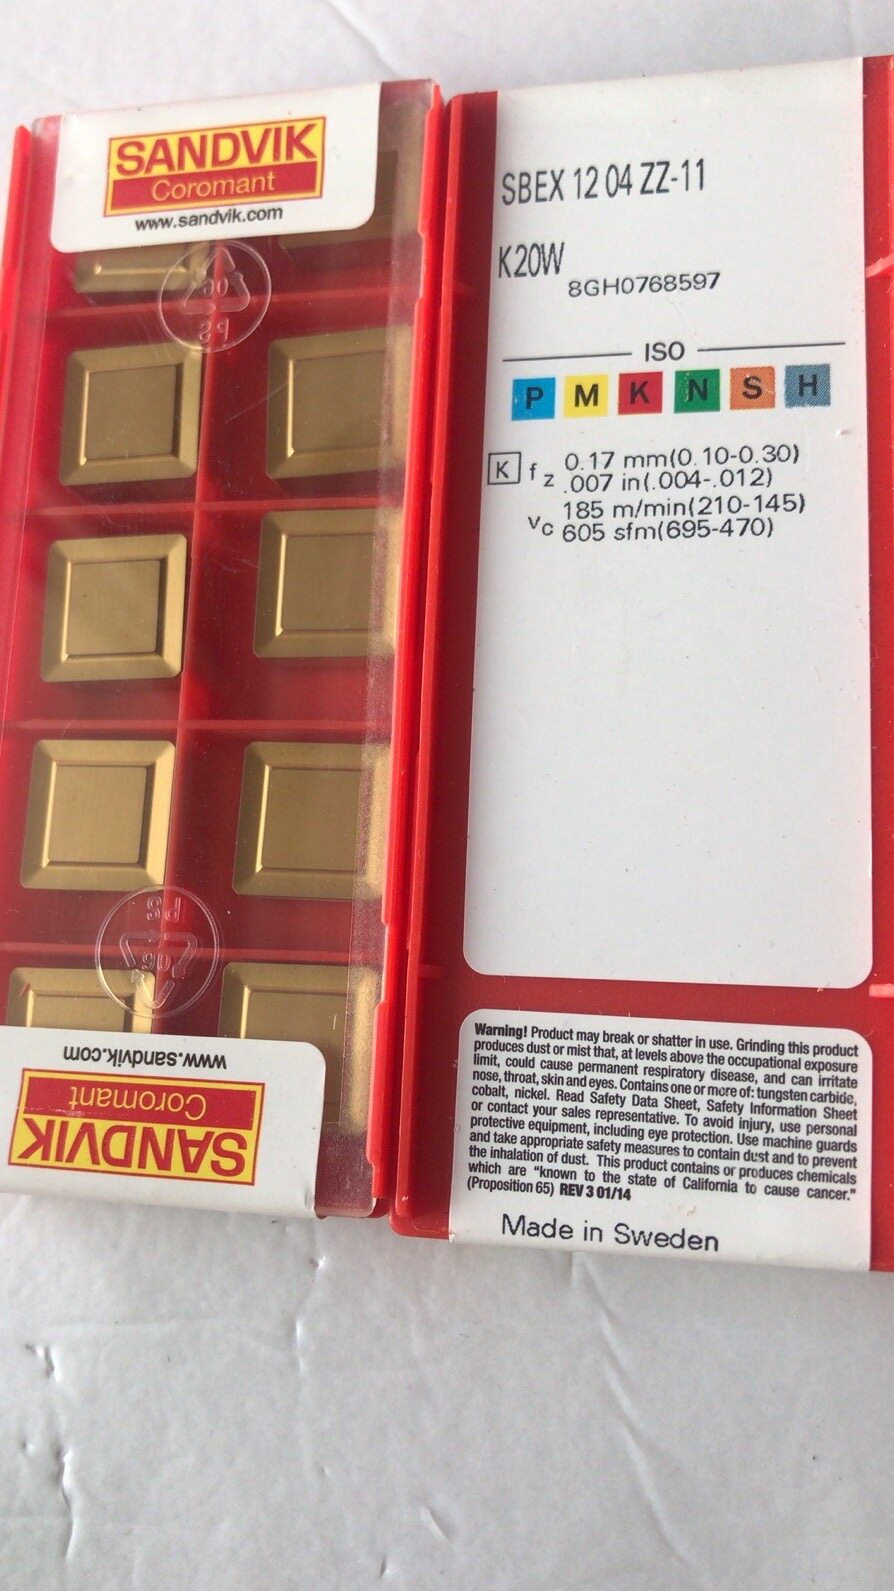 SANDVIK
Coromant
www.sandvik.com
06
PS
PS
06
www.sandvik.com
Coromant
SANDVIK
SBEX 12 04 ZZ-11
K20W
8GH0768597
ISO
P M K N S H
K fz 0.17 mm(0.10-0.30)
.007 in(.004-.012)
vc 185 m/min(210-145)
605 sfm(695-470)
Warning! Product may break or shatter in use. Grinding this product
produces dust or mist that, at levels above the occupational exposure
limit, could cause permanent respiratory disease, and can irritate
nose, throat, skin and eyes. Contains one or more of: tungsten carbide,
cobalt, nickel. Read Safety Data Sheet, Safety Information Sheet
or contact your sales representative. To avoid injury, use personal
protective equipment, including eye protection. Use machine guards
and take appropriate safety measures to contain dust and to prevent
the inhalation of dust. This product contains or produces chemicals
which are "known to the state of California to cause cancer."
(Proposition 65) REV 3 01/14
Made in Sweden